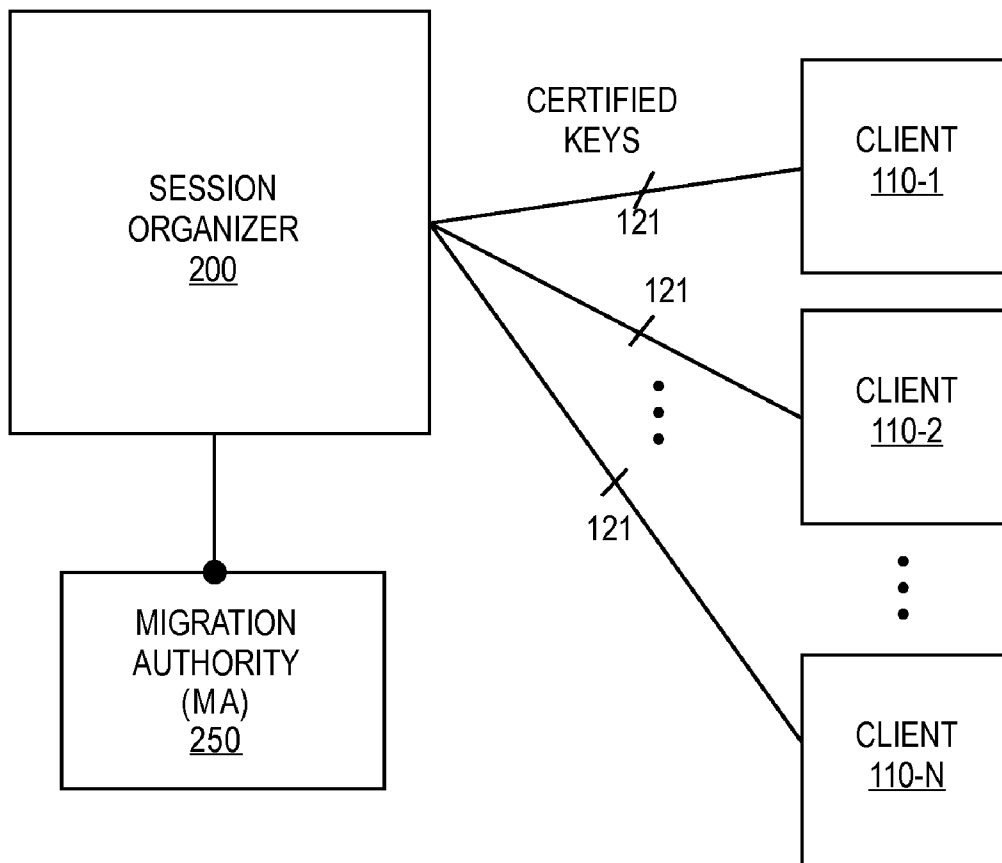 SESSION
ORGANIZER
200
CERTIFIED
KEYS
121
121
121
CLIENT
110-1
CLIENT
110-2
CLIENT
110-N
MIGRATION
AUTHORITY
(MA)
250